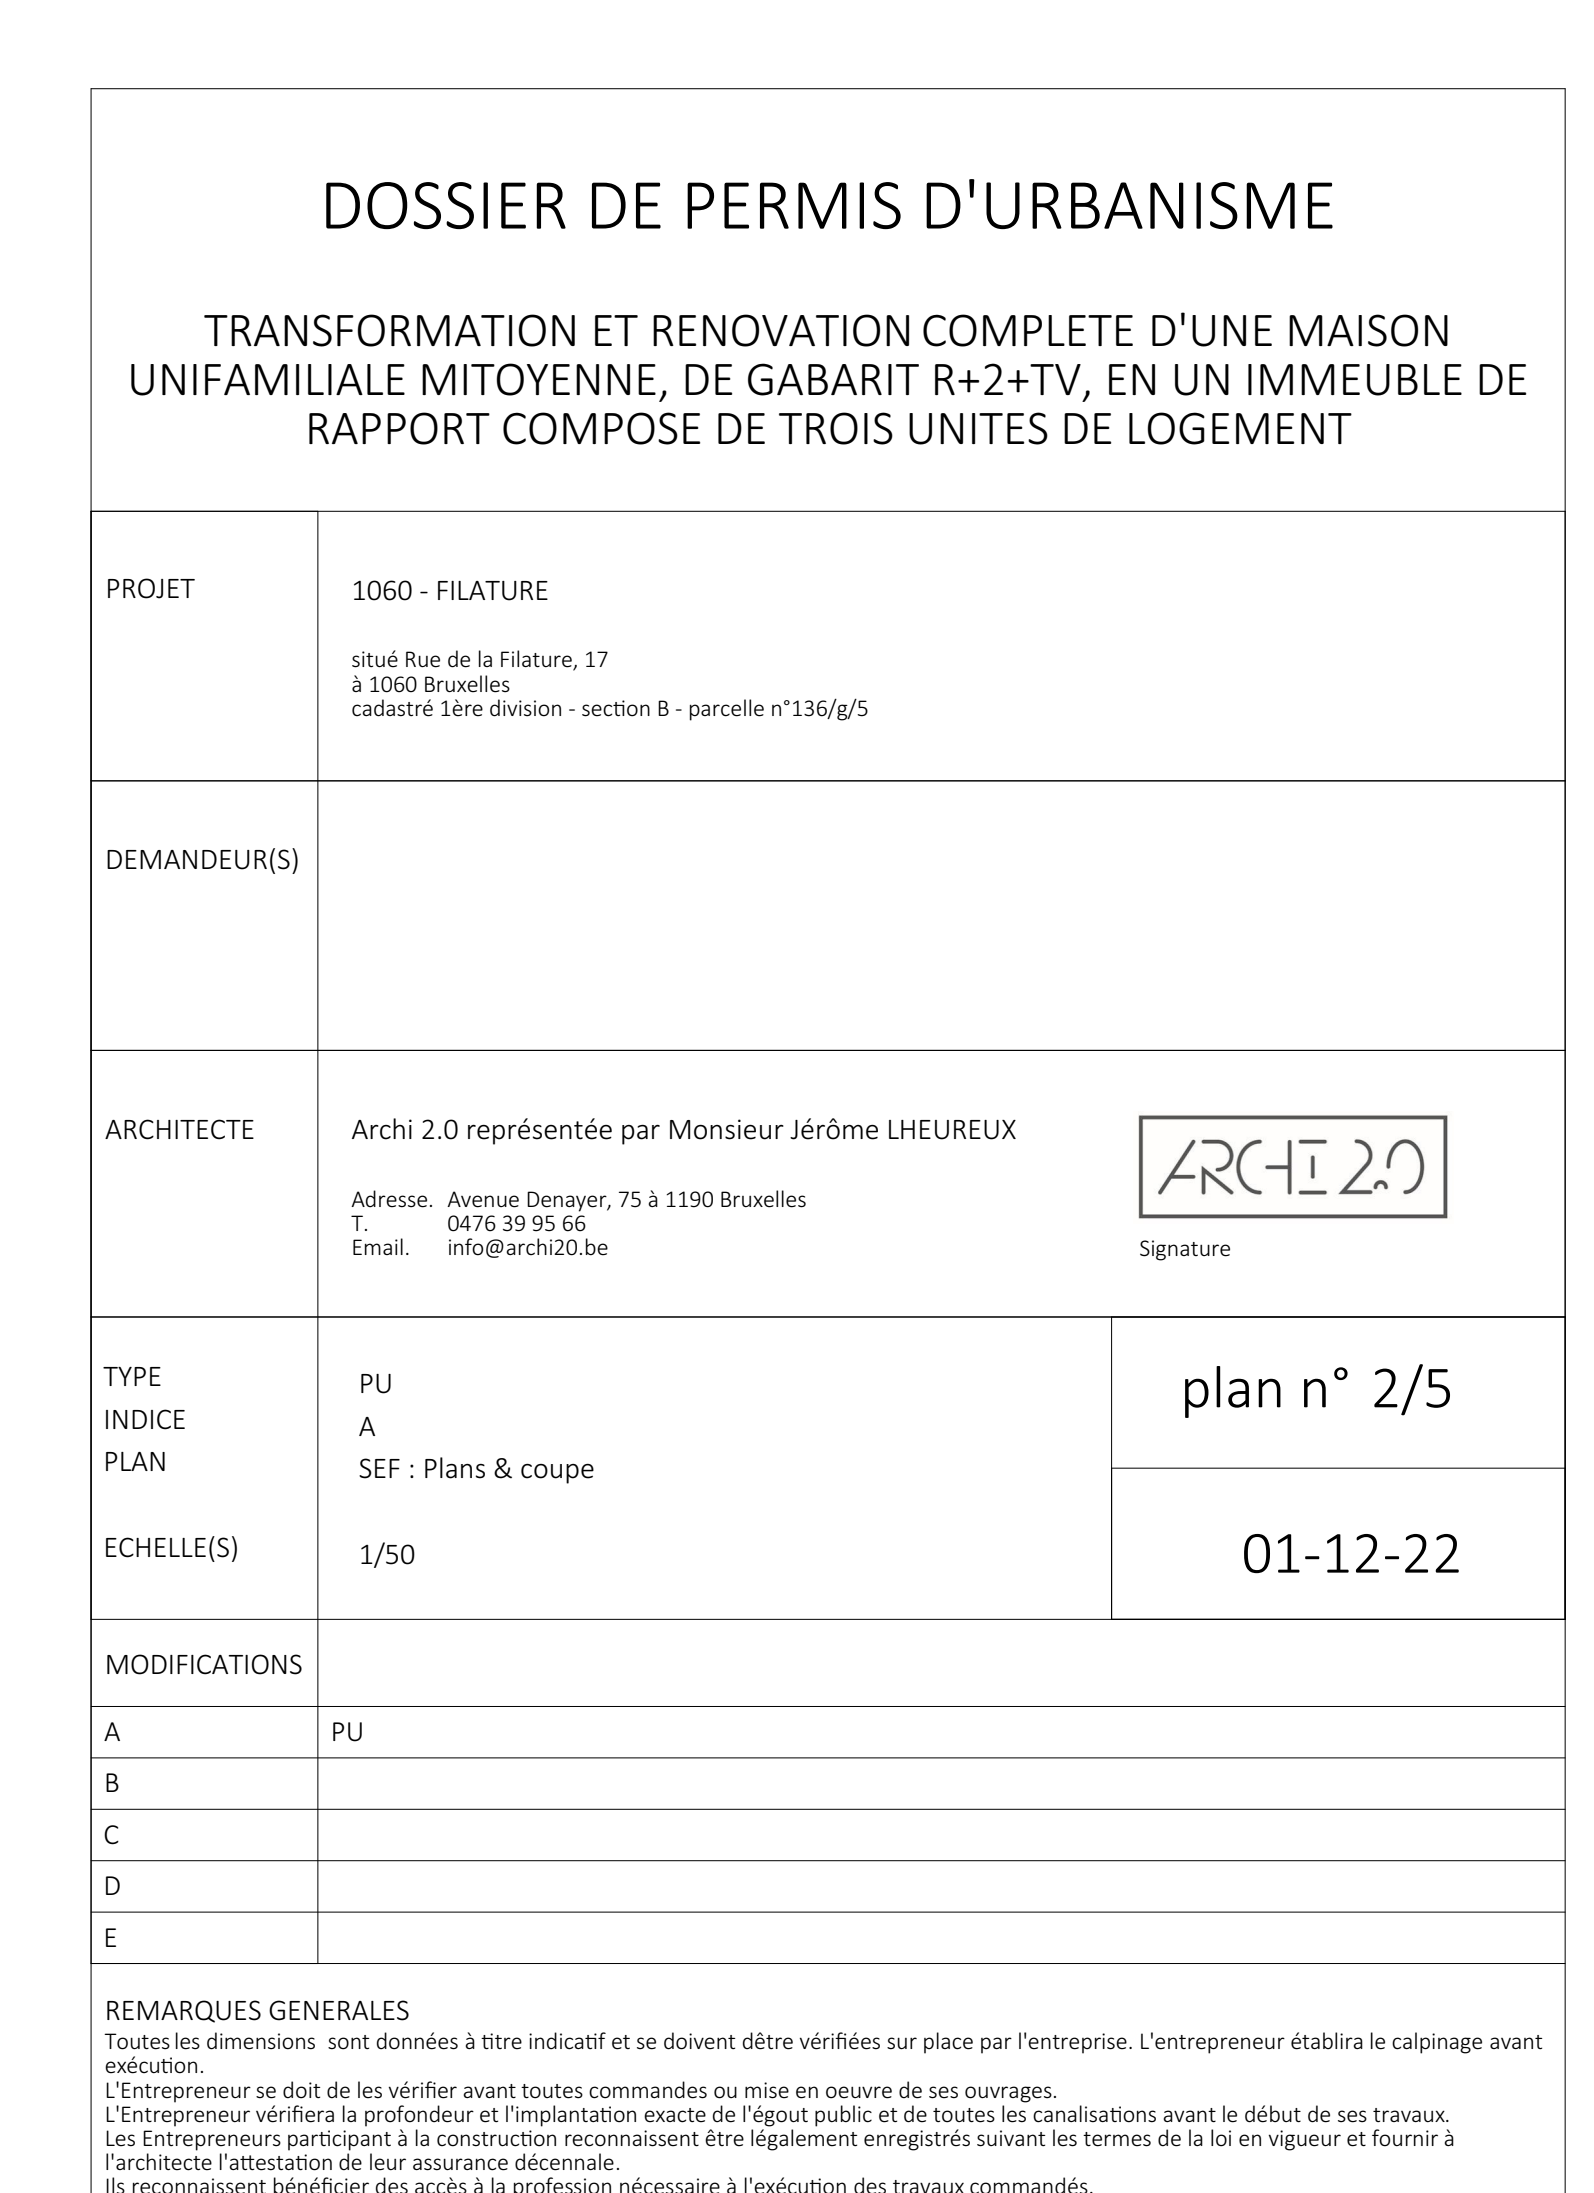 DOSSIER DE PERMIS D'URBANISME
TRANSFORMATION ET RENOVATION COMPLETE D'UNE MAISON
UNIFAMILIALE MITOYENNE, DE GABARIT R+2+TV, EN UN IMMEUBLE DE
RAPPORT COMPOSE DE TROIS UNITES DE LOGEMENT
PROJET
1060 - FILATURE
situé Rue de la Filature, 17
à 1060 Bruxelles
cadastré 1ère division - section B - parcelle n°136/g/5
DEMANDEUR(S)
ARCHITECTE
Archi 2.0 représentée par Monsieur Jérôme LHEUREUX
Adresse. Avenue Denayer, 75 à 1190 Bruxelles
T. 0476 39 95 66
Email. info@archi20.be
ARCHI 2.0
Signature
TYPE PU
INDICE A
PLAN SEF : Plans & coupe
ECHELLE(S) 1/50
plan n° 2/5
01-12-22
MODIFICATIONS
A PU
B
C
D
E
REMARQUES GENERALES
Toutes les dimensions sont données à titre indicatif et se doivent dêtre vérifiées sur place par l'entreprise. L'entrepreneur établira le calpinage avant
exécution.
L'Entrepreneur se doit de les vérifier avant toutes commandes ou mise en oeuvre de ses ouvrages.
L'Entrepreneur vérifiera la profondeur et l'implantation exacte de l'égout public et de toutes les canalisations avant le début de ses travaux.
Les Entrepreneurs participant à la construction reconnaissent être légalement enregistrés suivant les termes de la loi en vigueur et fournir à
l'architecte l'attestation de leur assurance décennale.
Ils reconnaissent bénéficier des accès à la profession nécessaire à l'exécution des travaux commandés.